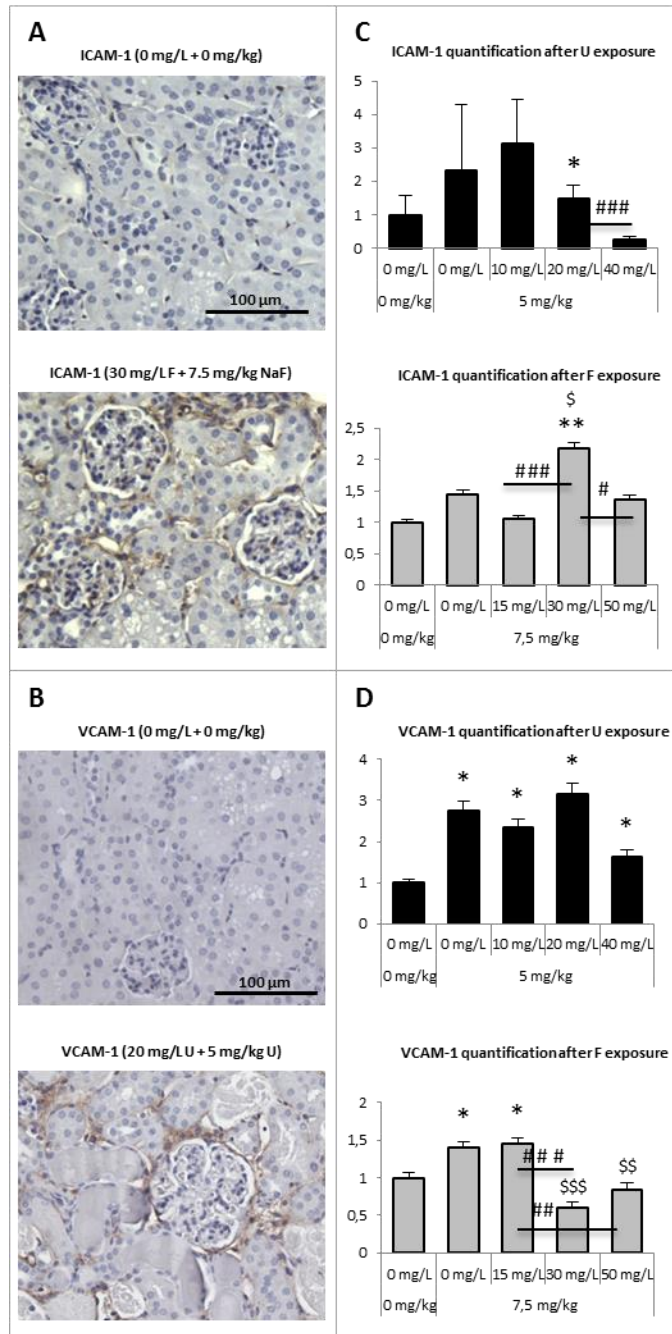 A
ICAM-1 (0 mg/L + 0 mg/kg)
100 µm
ICAM-1 (30 mg/L F + 7.5 mg/kg NaF)
C
ICAM-1 quantification after U exposure
5
4
3
2
1
0
*
###
0 mg/L 0 mg/L 10 mg/L 20 mg/L 40 mg/L
0 mg/kg 5 mg/kg
ICAM-1 quantification after F exposure
2,5
2
1,5
1
0,5
0
$
**
###
#
0 mg/L 0 mg/L 15 mg/L 30 mg/L 50 mg/L
0 mg/kg 7,5 mg/kg
B
VCAM-1 (0 mg/L + 0 mg/kg)
100 µm
VCAM-1 (20 mg/L U + 5 mg/kg U)
D
VCAM-1 quantification after U exposure
4
3
2
1
0
* * * *
0 mg/L 0 mg/L 10 mg/L 20 mg/L 40 mg/L
0 mg/kg 5 mg/kg
VCAM-1 quantification after F exposure
2
1,5
1
0,5
0
* *
# # #
$$$ $$
##
0 mg/L 0 mg/L 15 mg/L 30 mg/L 50 mg/L
0 mg/kg 7,5 mg/kg